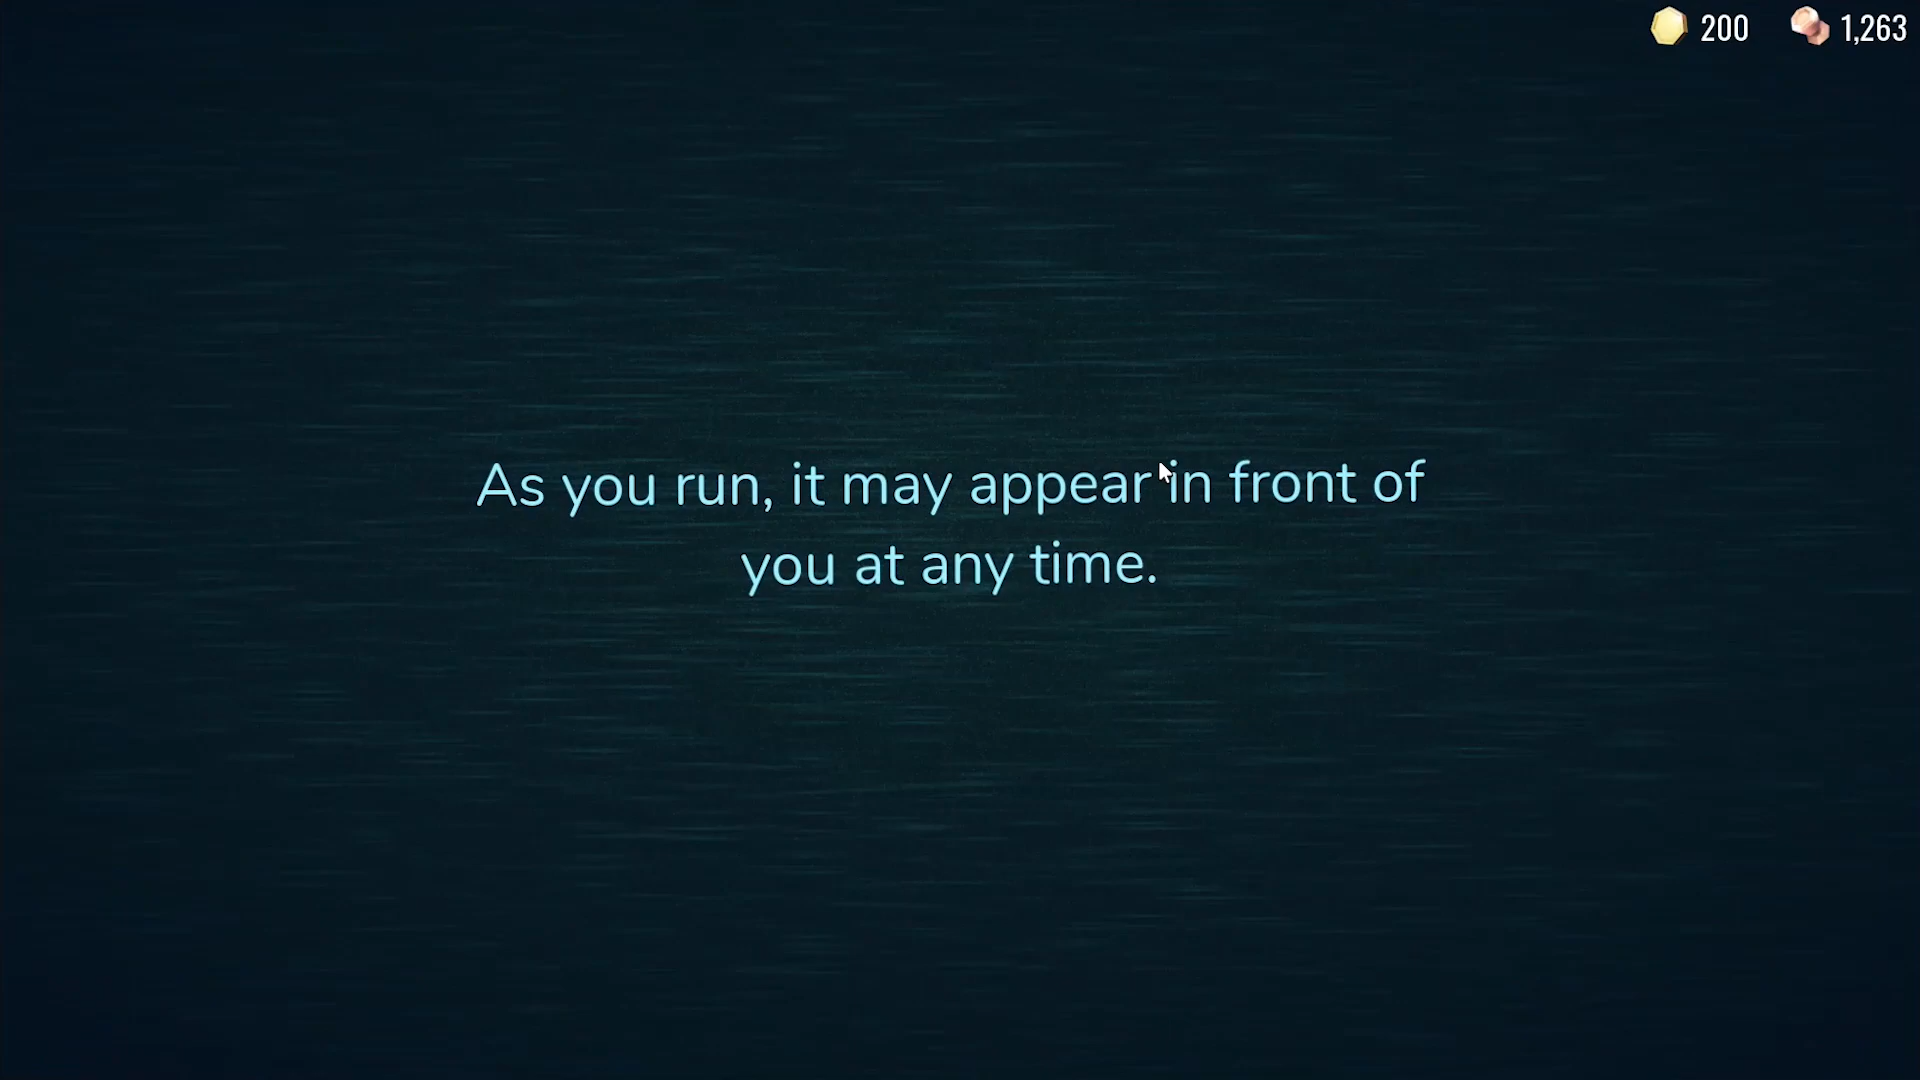 200 1,263
As you run, it may appear in front of
you at any time.